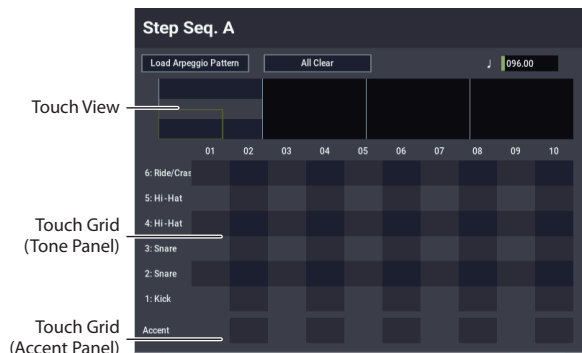 Step Seq. A
Load Arpeggio Pattern All Clear ♩ 096.00
Touch View
01 02 03 04 05 06 07 08 09 10
6: Ride/Cras
5: Hi-Hat
Touch Grid
(Tone Panel)
4: Hi-Hat
3: Snare
2: Snare
1: Kick
Touch Grid
(Accent Panel)
Accent